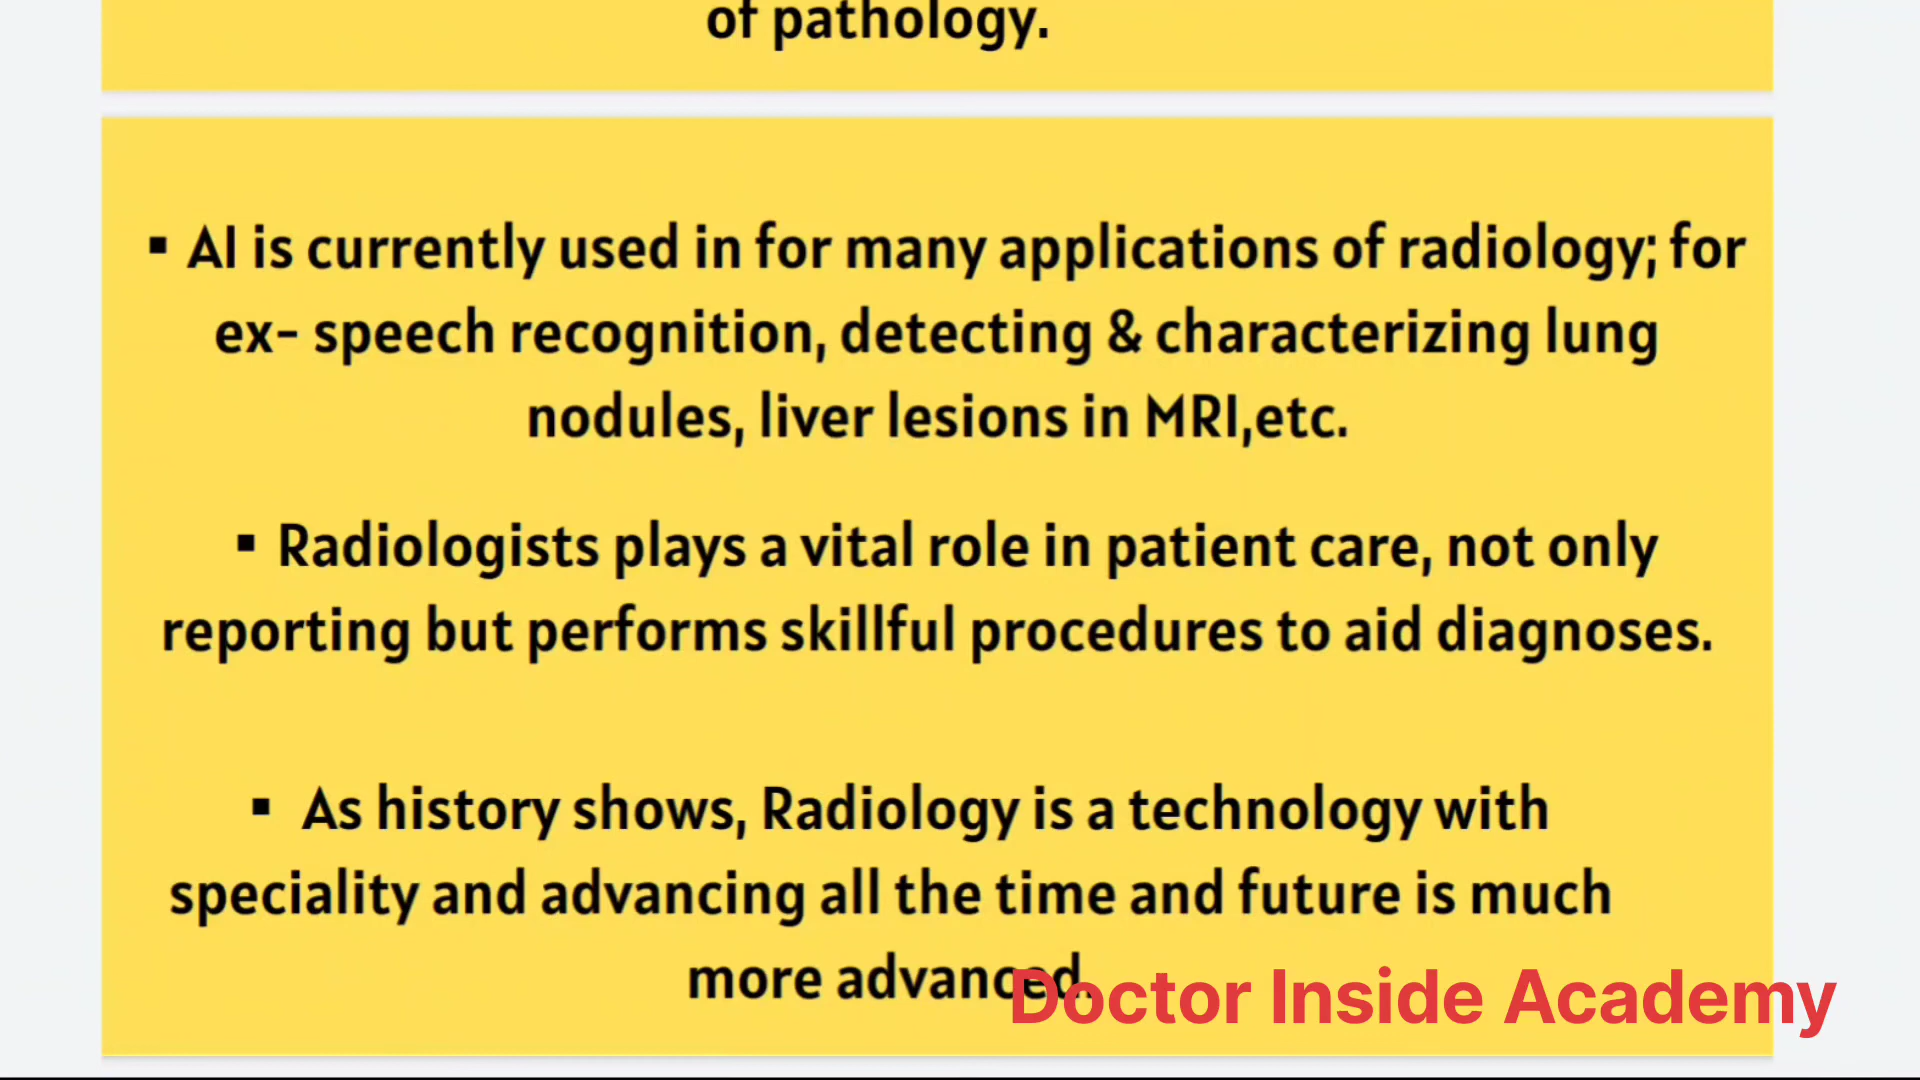 of pathology.
▪ AI is currently used in for many applications of radiology; for
ex- speech recognition, detecting & characterizing lung
nodules, liver lesions in MRI,etc.
▪ Radiologists plays a vital role in patient care, not only
reporting but performs skillful procedures to aid diagnoses.
▪ As history shows, Radiology is a technology with
speciality and advancing all the time and future is much
more advanced.
Doctor Inside Academy